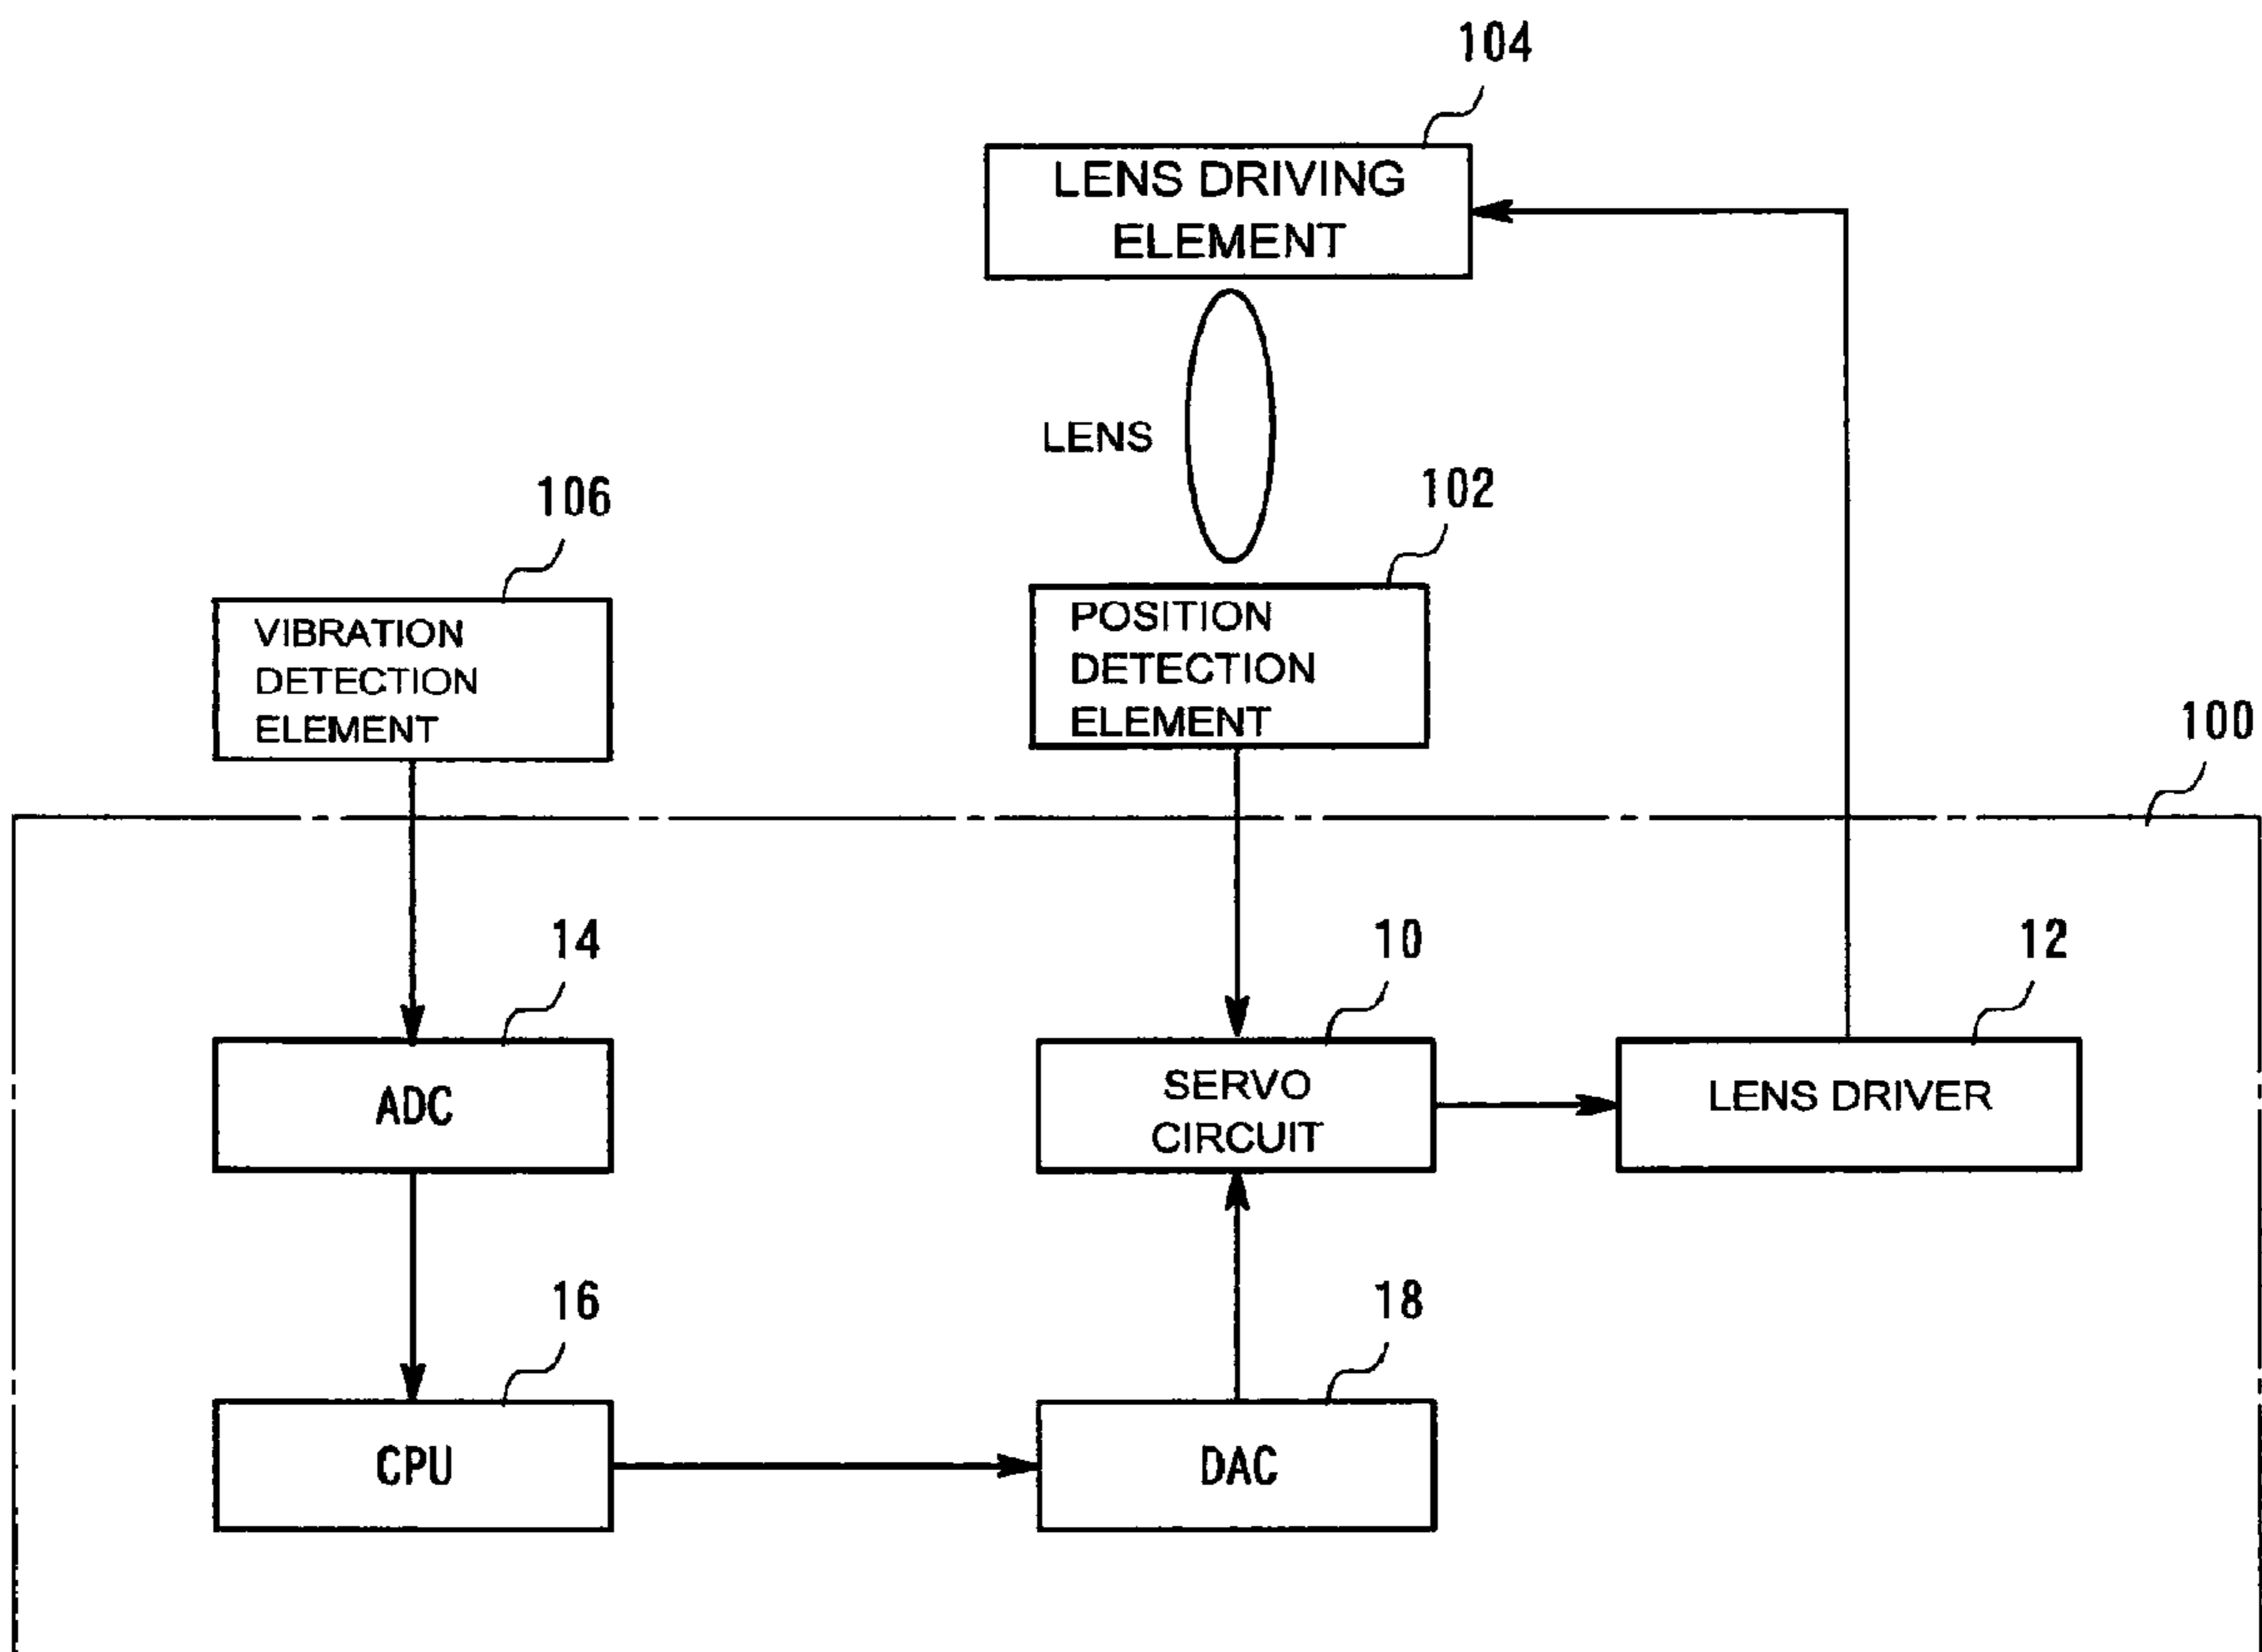 104
LENS DRIVING
ELEMENT
LENS
106
102
VIBRATION
DETECTION
ELEMENT
POSITION
DETECTION
ELEMENT
100
14
10
12
ADC
SERVO
CIRCUIT
LENS DRIVER
16
18
CPU
DAC